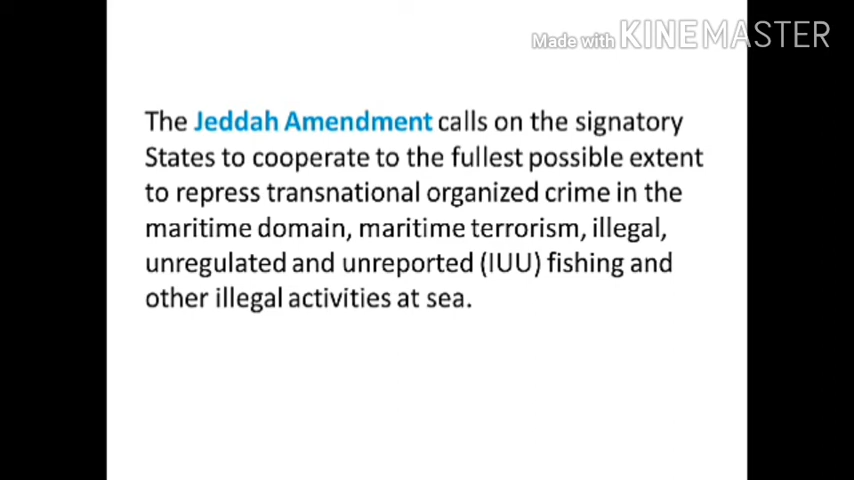 Made with KINEMASTER
The Jeddah Amendment calls on the signatory
States to cooperate to the fullest possible extent
to repress transnational organized crime in the
maritime domain, maritime terrorism, illegal,
unregulated and unreported (IUU) fishing and
other illegal activities at sea.